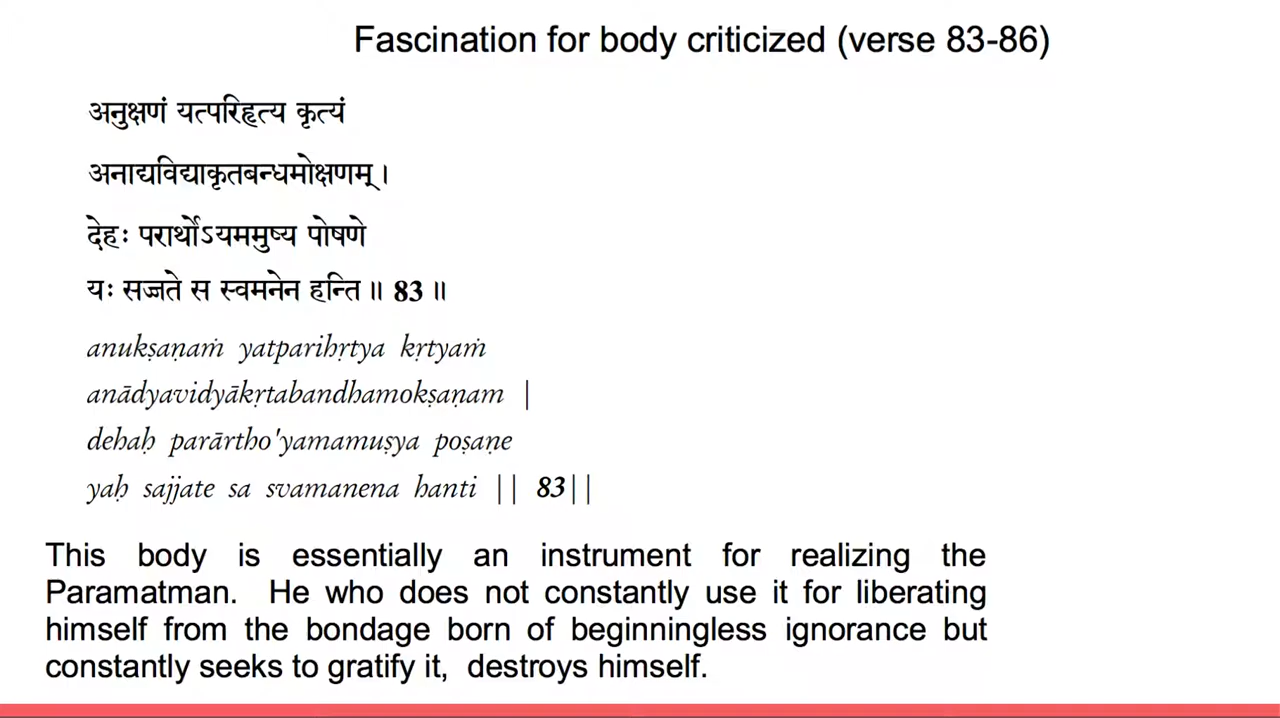 Fascination for body criticized (verse 83-86)
अनुक्षणं यत्परिहृत्य कृत्यं
अनाद्यविद्याकृतबन्धमोक्षणम् ।
देहः परार्थोऽयममुष्य पोषणे
यः सज्जते स स्वमनेन हन्ति ॥ 83 ॥
anukṣaṇaṁ yatparihṛtya kṛtyaṁ
anādyavidyākṛtabandhamokṣaṇam |
dehaḥ parārtho'yamamuṣya poṣaṇe
yaḥ sajjate sa svamanena hanti || 83||
This body is essentially an instrument for realizing the
Paramatman. He who does not constantly use it for liberating
himself from the bondage born of beginningless ignorance but
constantly seeks to gratify it, destroys himself.